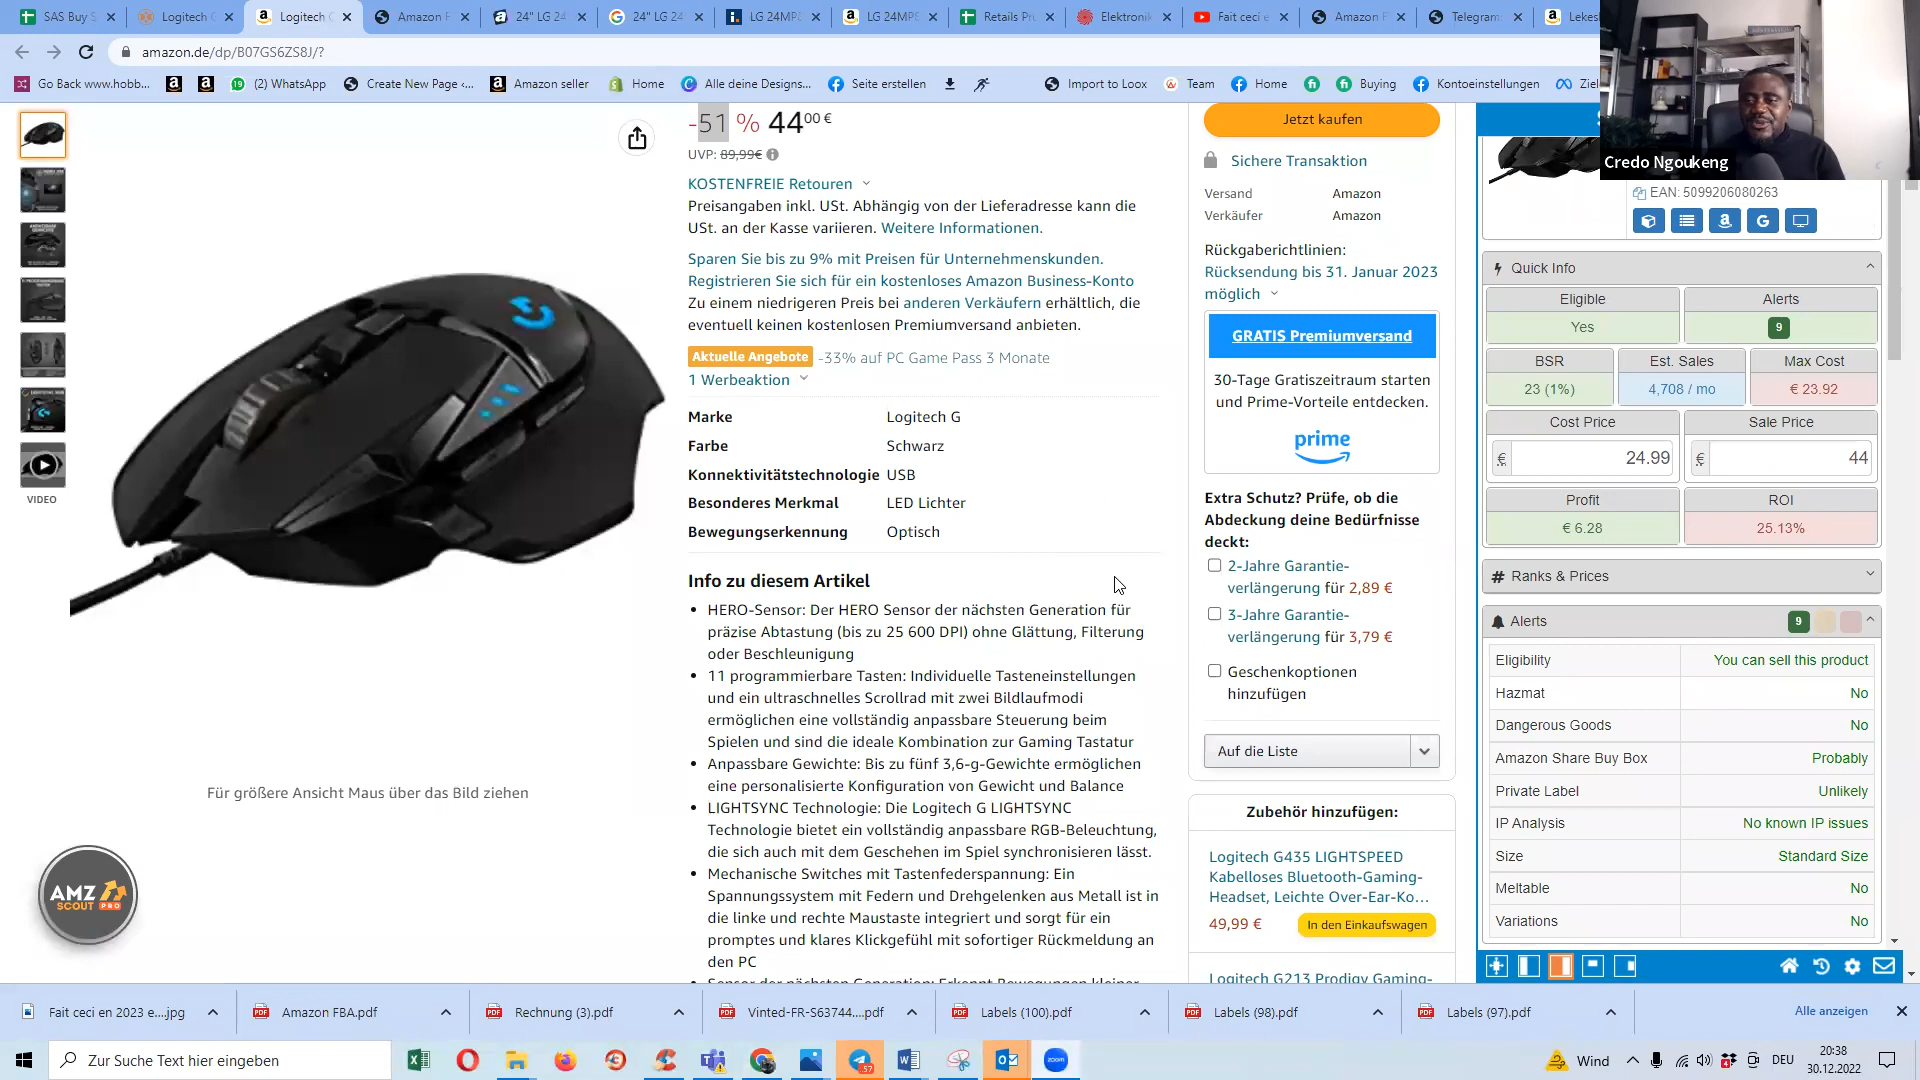 SAS Buy S
Logitech G
Logitech G
Amazon F
24" LG 24
24" LG 24
LG 24MP8
LG 24MP8
Retails Pr
Elektronik
Fait ceci e
Amazon F
Telegram
Lekes
amazon.de/dp/B07GS6ZS8J/?
Go Back www.hobb...
(2) WhatsApp
Create New Page ‹...
Amazon seller
Home
Alle deine Designs...
Seite erstellen
Import to Loox
Team
Home
Buying
Kontoeinstellungen
Ziel
Credo Ngoukeng
VIDEO
Für größere Ansicht Maus über das Bild ziehen
AMZ
SCOUT PRO
-51 % 44,00 €
UVP: 89,99€
KOSTENFREIE Retouren
Preisangaben inkl. USt. Abhängig von der Lieferadresse kann die
USt. an der Kasse variieren. Weitere Informationen.
Sparen Sie bis zu 9% mit Preisen für Unternehmenskunden.
Registrieren Sie sich für ein kostenloses Amazon Business-Konto
Zu einem niedrigeren Preis bei anderen Verkäufern erhältlich, die
eventuell keinen kostenlosen Premiumversand anbieten.
Aktuelle Angebote -33% auf PC Game Pass 3 Monate
1 Werbeaktion
Marke Logitech G
Farbe Schwarz
Konnektivitätstechnologie USB
Besonderes Merkmal LED Lichter
Bewegungserkennung Optisch
Info zu diesem Artikel
• HERO-Sensor: Der HERO Sensor der nächsten Generation für
präzise Abtastung (bis zu 25 600 DPI) ohne Glättung, Filterung
oder Beschleunigung
• 11 programmierbare Tasten: Individuelle Tasteneinstellungen
und ein ultraschnelles Scrollrad mit zwei Bildlaufmodi
ermöglichen eine vollständig anpassbare Steuerung beim
Spielen und sind die ideale Kombination zur Gaming Tastatur
• Anpassbare Gewichte: Bis zu fünf 3,6-g-Gewichte ermöglichen
eine personalisierte Konfiguration von Gewicht und Balance
• LIGHTSYNC Technologie: Die Logitech G LIGHTSYNC
Technologie bietet ein vollständig anpassbare RGB-Beleuchtung,
die sich auch mit dem Geschehen im Spiel synchronisieren lässt.
• Mechanische Switches mit Tastenfederspannung: Ein
Spannungssystem mit Federn und Drehgelenken aus Metall ist in
die linke und rechte Maustaste integriert und sorgt für ein
promptes und klares Klickgefühl mit sofortiger Rückmeldung an
den PC
• Sensor der nächsten Generation: Erkennt Bewegungen kleiner
Jetzt kaufen
Sichere Transaktion
Versand Amazon
Verkäufer Amazon
Rückgaberichtlinien:
Rücksendung bis 31. Januar 2023
möglich
GRATIS Premiumversand
30-Tage Gratiszeitraum starten
und Prime-Vorteile entdecken.
prime
Extra Schutz? Prüfe, ob die
Abdeckung deine Bedürfnisse
deckt:
2-Jahre Garantie-
verlängerung für 2,89 €
3-Jahre Garantie-
verlängerung für 3,79 €
Geschenkoptionen
hinzufügen
Auf die Liste
Zubehör hinzufügen:
Logitech G435 LIGHTSPEED
Kabelloses Bluetooth-Gaming-
Headset, Leichte Over-Ear-Ko...
49,99 € In den Einkaufswagen
Logitech G213 Prodigy Gaming-
EAN: 5099206080263
Quick Info
Eligible Alerts
Yes 9
BSR Est. Sales Max Cost
23 (1%) 4,708 / mo € 23.92
Cost Price Sale Price
€ 24.99 € 44
Profit ROI
€ 6.28 25.13%
# Ranks & Prices
Alerts 9
Eligibility You can sell this product
Hazmat No
Dangerous Goods No
Amazon Share Buy Box Probably
Private Label Unlikely
IP Analysis No known IP issues
Size Standard Size
Meltable No
Variations No
Fait ceci en 2023 e....jpg
Amazon FBA.pdf
Rechnung (3).pdf
Vinted-FR-S63744....pdf
Labels (100).pdf
Labels (98).pdf
Labels (97).pdf
Alle anzeigen
Zur Suche Text hier eingeben
Wind
DEU
20:38
30.12.2022